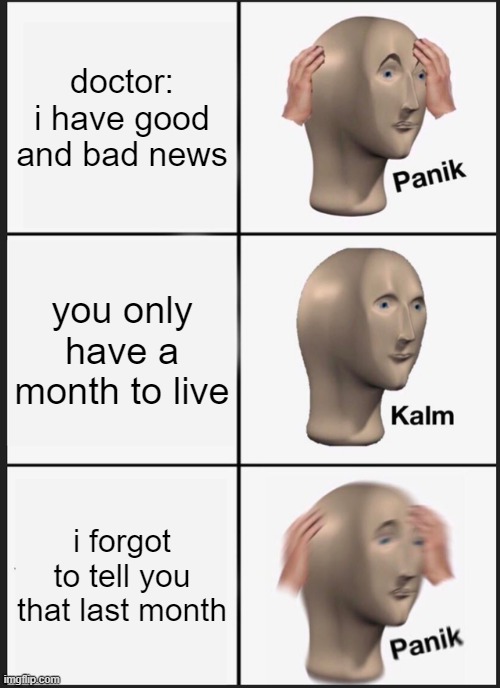 doctor:
i have good
and bad news
Panik
you only
have a
month to live
Kalm
i forgot
to tell you
that last month
Panik
imgflip.com